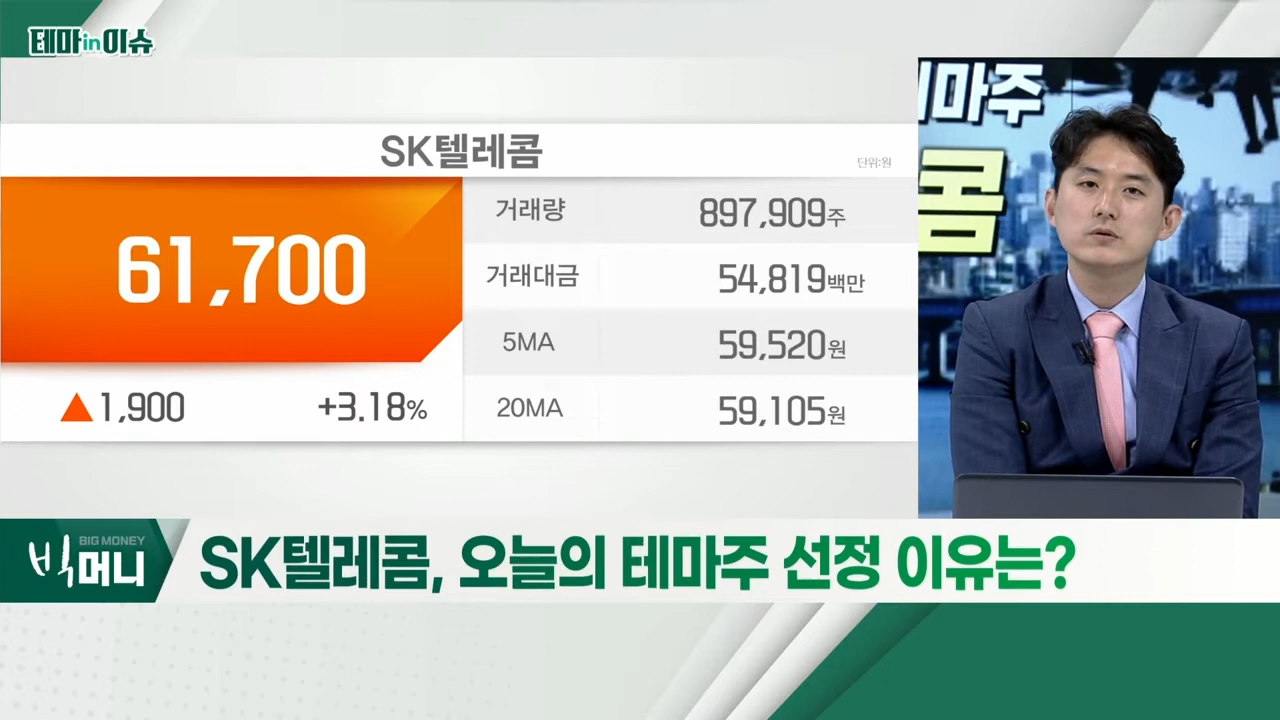 테마in이슈
SK텔레콤
단위:원
61,700
▲1,900 +3.18%
거래량 897,909주
거래대금 54,819백만
5MA 59,520원
20MA 59,105원
마주
콤
BIG MONEY
빅머니
SK텔레콤, 오늘의 테마주 선정 이유는?